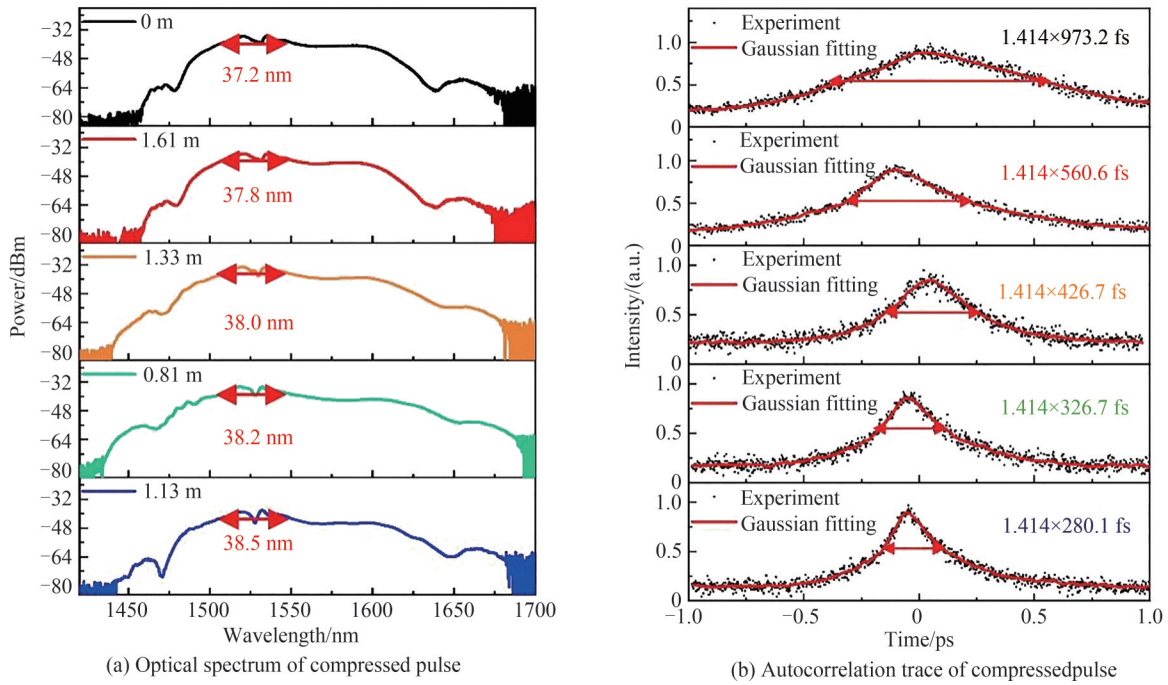 Power/dBm
−32
−48
−64
−80
0 m
37.2 nm
−32
−48
−64
−80
1.61 m
37.8 nm
−32
−48
−64
−80
1.33 m
38.0 nm
−32
−48
−64
−80
0.81 m
38.2 nm
−32
−48
−64
−80
1.13 m
38.5 nm
1450 1500 1550 1600 1650 1700
Wavelength/nm
(a) Optical spectrum of compressed pulse
Intensity/(a.u.)
1.0
0.5
0
Experiment
Gaussian fitting
1.414×973.2 fs
1.0
0.5
0
Experiment
Gaussian fitting
1.414×560.6 fs
1.0
0.5
0
Experiment
Gaussian fitting
1.414×426.7 fs
1.0
0.5
0
Experiment
Gaussian fitting
1.414×326.7 fs
1.0
0.5
0
Experiment
Gaussian fitting
1.414×280.1 fs
−1.0 −0.5 0 0.5 1.0
Time/ps
(b) Autocorrelation trace of compressedpulse